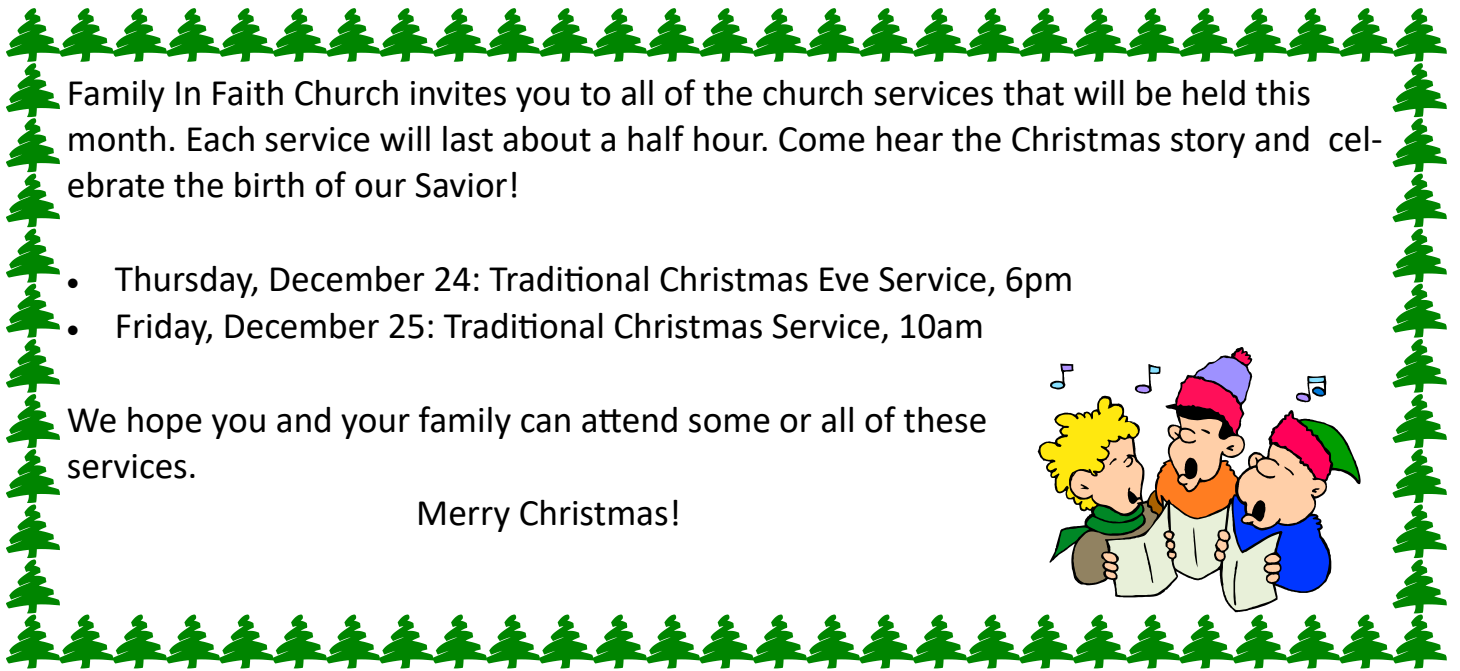 Family In Faith Church invites you to all of the church services that will be held this
month. Each service will last about a half hour. Come hear the Christmas story and  cel-
ebrate the birth of our Savior!
• Thursday, December 24: Traditional Christmas Eve Service, 6pm
• Friday, December 25: Traditional Christmas Service, 10am
We hope you and your family can attend some or all of these
services.
Merry Christmas!